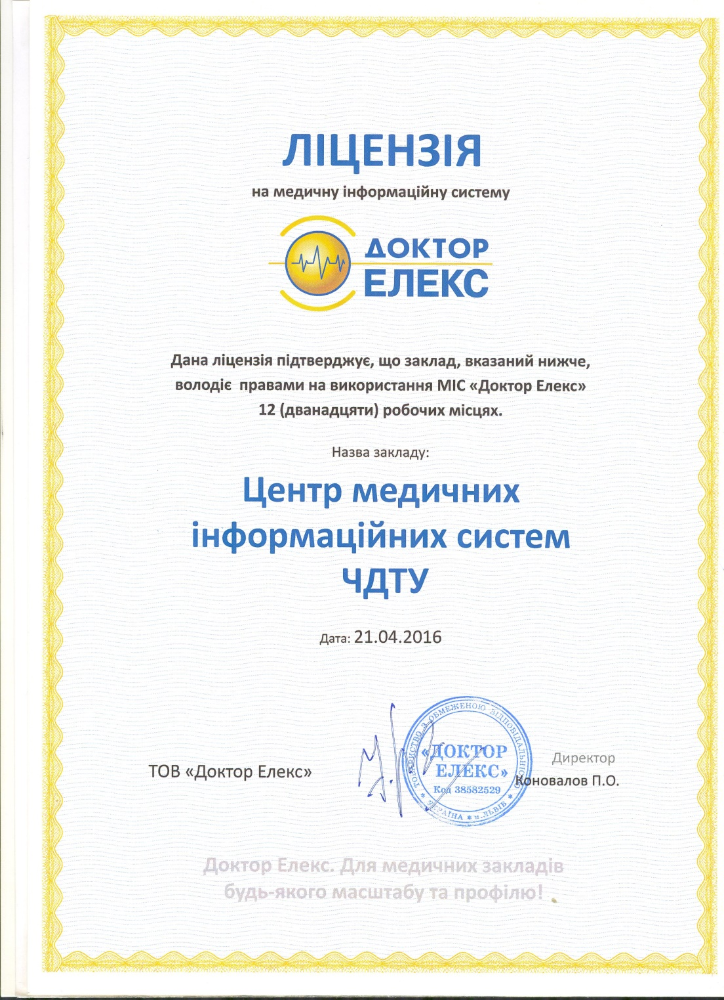 ЛІЦЕНЗІЯ
на медичну інформаційну систему
ДОКТОР
ЕЛЕКС
Дана ліцензія підтверджує, що заклад, вказаний нижче,
володіє правами на використання МІС «Доктор Елекс»
12 (дванадцяти) робочих місцях.
Назва закладу:
Центр медичних
інформаційних систем
ЧДТУ
Дата: 21.04.2016
ТОВАРИСТВО З ОБМЕЖЕНОЮ ВІДПОВІДАЛЬНІСТЮ
«ДОКТОР
ЕЛЕКС»
Код 38582529
* УКРАЇНА * м.ЛЬВІВ *
ТОВ «Доктор Елекс»
Директор
Коновалов П.О.
Доктор Елекс. Для медичних закладів
будь-якого масштабу та профілю!